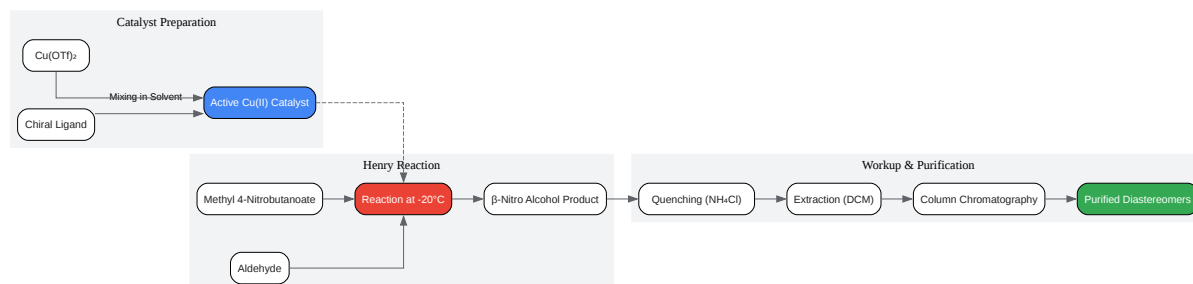 Catalyst Preparation
Cu(OTf)₂
Mixing in Solvent
Active Cu(II) Catalyst
Chiral Ligand
Henry Reaction
Methyl 4-Nitrobutanoate
Reaction at -20°C
β-Nitro Alcohol Product
Aldehyde
Workup & Purification
Quenching (NH₄Cl)
Extraction (DCM)
Column Chromatography
Purified Diastereomers